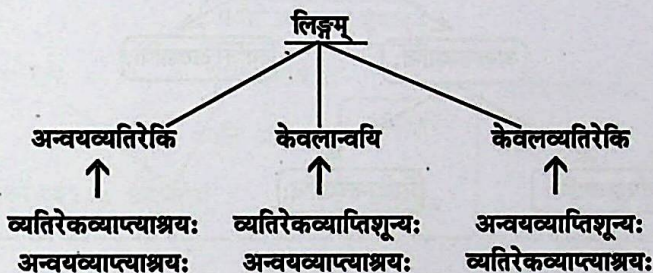 लिङ्गम्
अन्वयव्यतिरेकि केवलान्वयि केवलव्यतिरेकि
व्यतिरेकव्याप्त्याश्रयः व्यतिरेकव्याप्तिशून्यः अन्वयव्याप्तिशून्यः
अन्वयव्याप्त्याश्रयः अन्वयव्याप्त्याश्रयः व्यतिरेकव्याप्त्याश्रयः